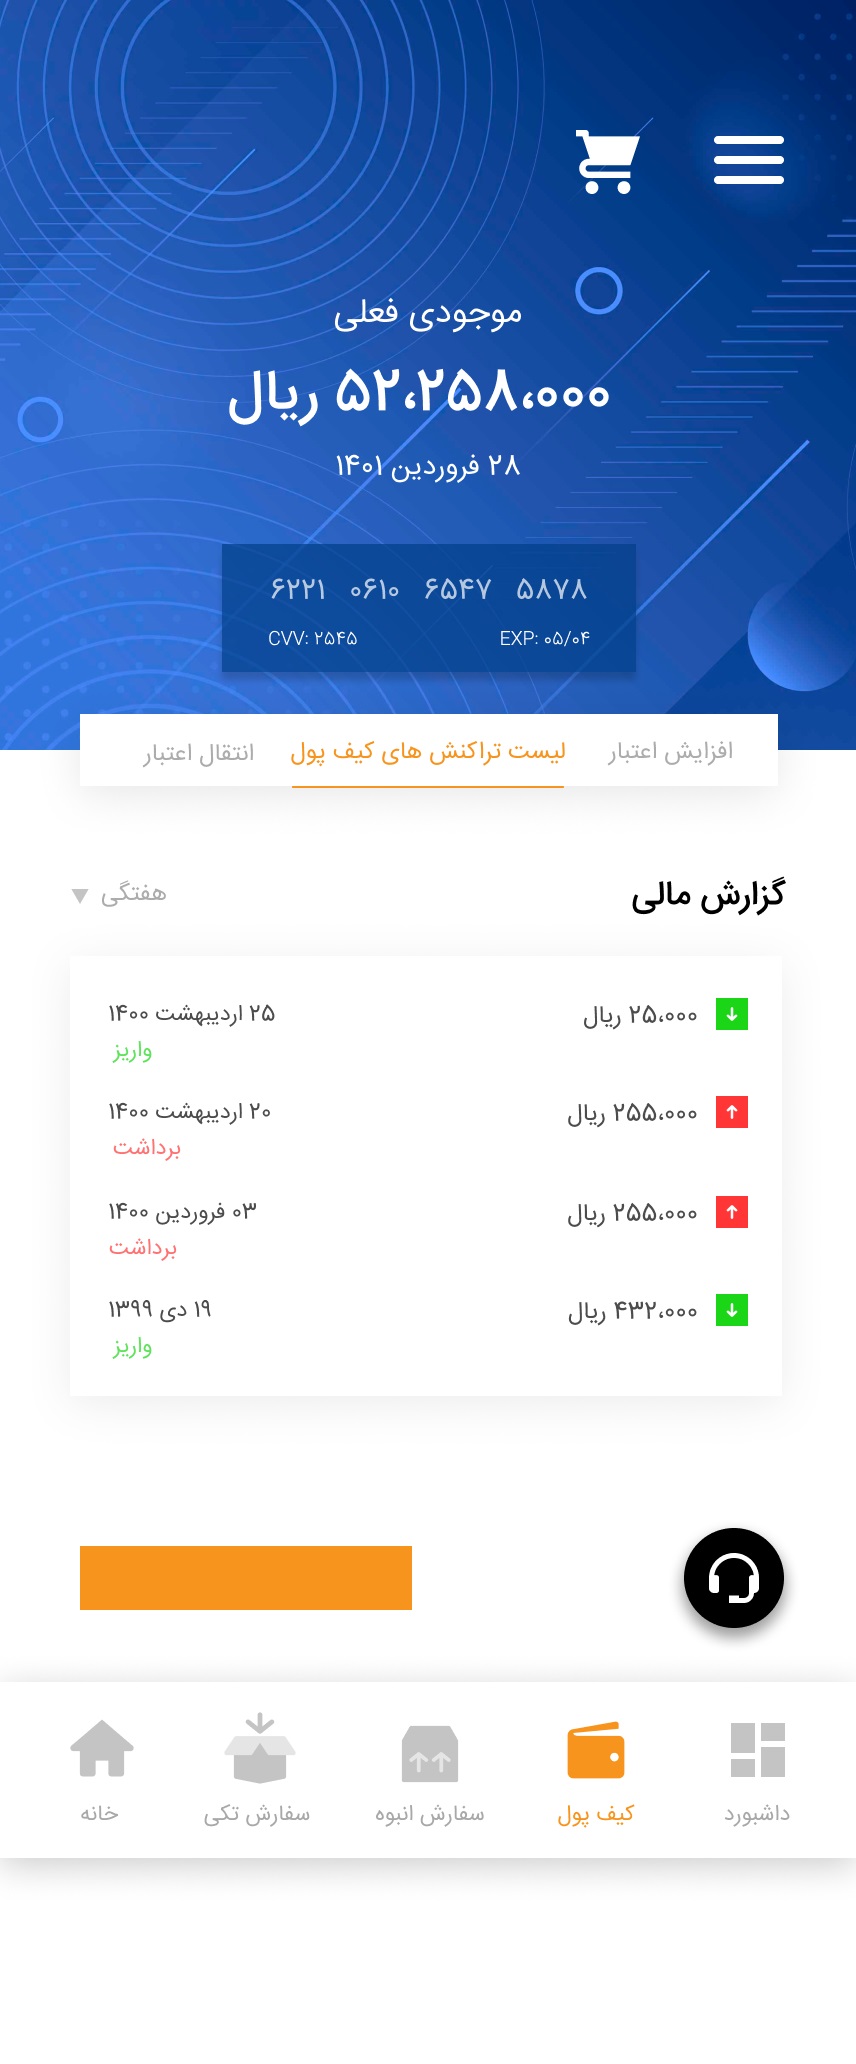 موجودی فعلی
۵۲،۲۵۸،۰۰۰ ریال
۲۸ فروردین ۱۴۰۱
۶۲۲۱ ۰۶۱۰ ۶۵۴۷ ۵۸۷۸
CVV: ۲۵۴۵ EXP: ۰۵/۰۴
افزایش اعتبار لیست تراکنش های کیف پول انتقال اعتبار
گزارش مالی هفتگی
۲۵،۰۰۰ ریال ۲۵ اردیبهشت ۱۴۰۰
واریز
۲۵۵،۰۰۰ ریال ۲۰ اردیبهشت ۱۴۰۰
برداشت
۲۵۵،۰۰۰ ریال ۰۳ فروردین ۱۴۰۰
برداشت
۴۳۲،۰۰۰ ریال ۱۹ دی ۱۳۹۹
واریز
داشبورد کیف پول سفارش انبوه سفارش تکی خانه